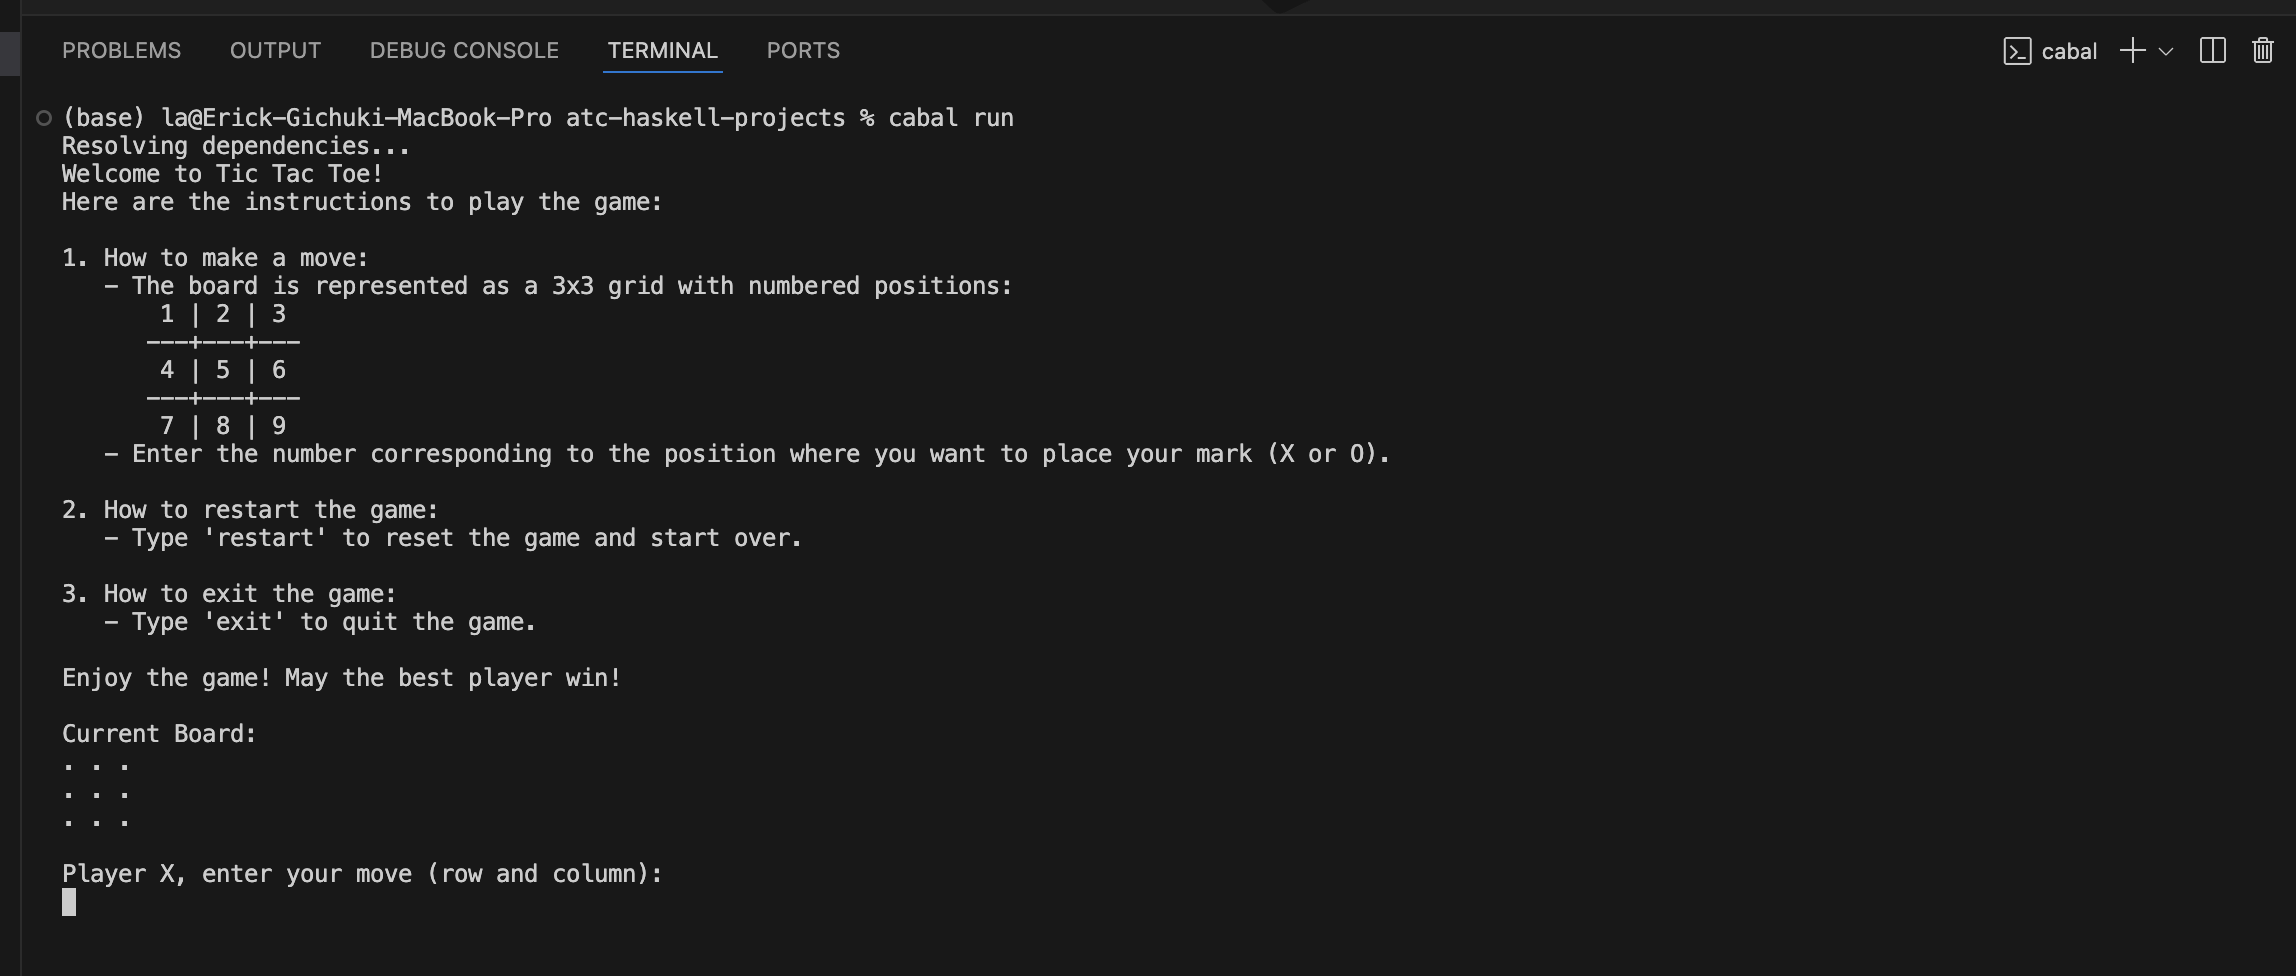 PROBLEMS OUTPUT DEBUG CONSOLE TERMINAL PORTS cabal
(base) la@Erick-Gichuki-MacBook-Pro atc-haskell-projects % cabal run
Resolving dependencies...
Welcome to Tic Tac Toe!
Here are the instructions to play the game:

1. How to make a move:
   - The board is represented as a 3x3 grid with numbered positions:
       1 | 2 | 3
      ---+---+---
       4 | 5 | 6
      ---+---+---
       7 | 8 | 9
   - Enter the number corresponding to the position where you want to place your mark (X or O).

2. How to restart the game:
   - Type 'restart' to reset the game and start over.

3. How to exit the game:
   - Type 'exit' to quit the game.

Enjoy the game! May the best player win!

Current Board:
. . .
. . .
. . .

Player X, enter your move (row and column):